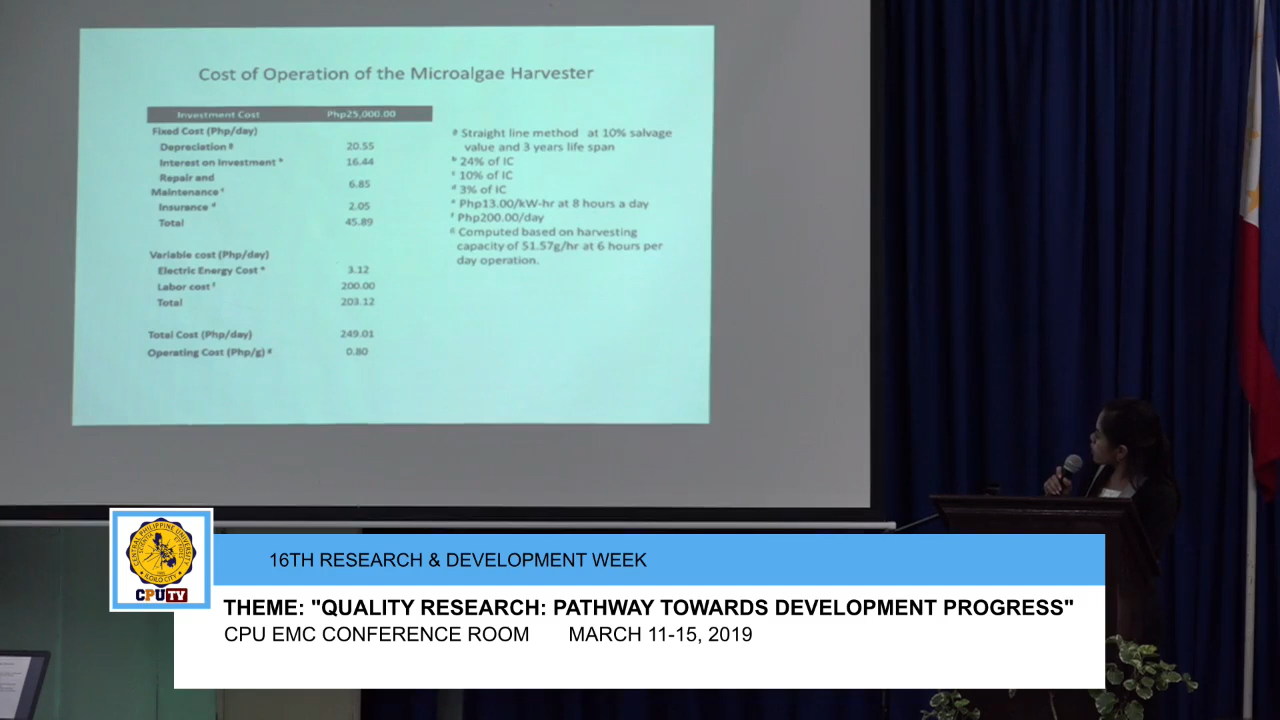 Cost of Operation of the Microalgae Harvester
Investment Cost Php25,000.00
Fixed Cost (Php/day)
Depreciation a 20.55
Interest on Investment b 16.44
Repair and
Maintenance c 6.85
Insurance d 2.05
Total 45.89
Variable cost (Php/day)
Electric Energy Cost e 3.12
Labor cost f 200.00
Total 203.12
Total Cost (Php/day) 249.01
Operating Cost (Php/g) g 0.80
a Straight line method at 10% salvage
value and 3 years life span
b 24% of IC
c 10% of IC
d 3% of IC
e Php13.00/kW-hr at 8 hours a day
f Php200.00/day
g Computed based on harvesting
capacity of 51.57g/hr at 6 hours per
day operation.
CENTRAL PHILIPPINE UNIVERSITY
ILOILO CITY
CPU TV
16TH RESEARCH & DEVELOPMENT WEEK
THEME: "QUALITY RESEARCH: PATHWAY TOWARDS DEVELOPMENT PROGRESS"
CPU EMC CONFERENCE ROOM MARCH 11-15, 2019